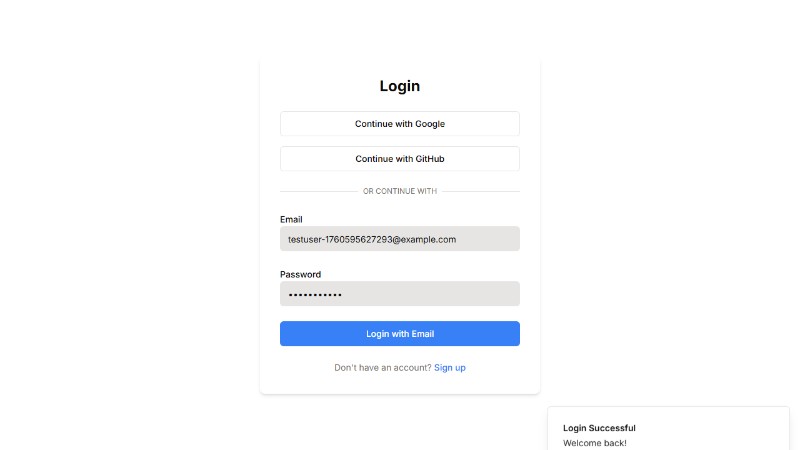 Login
Continue with Google
Continue with GitHub
OR CONTINUE WITH
Email
testuser-1760595627293@example.com
Password
•••••••••••
Login with Email
Don't have an account? Sign up
Login Successful
Welcome back!